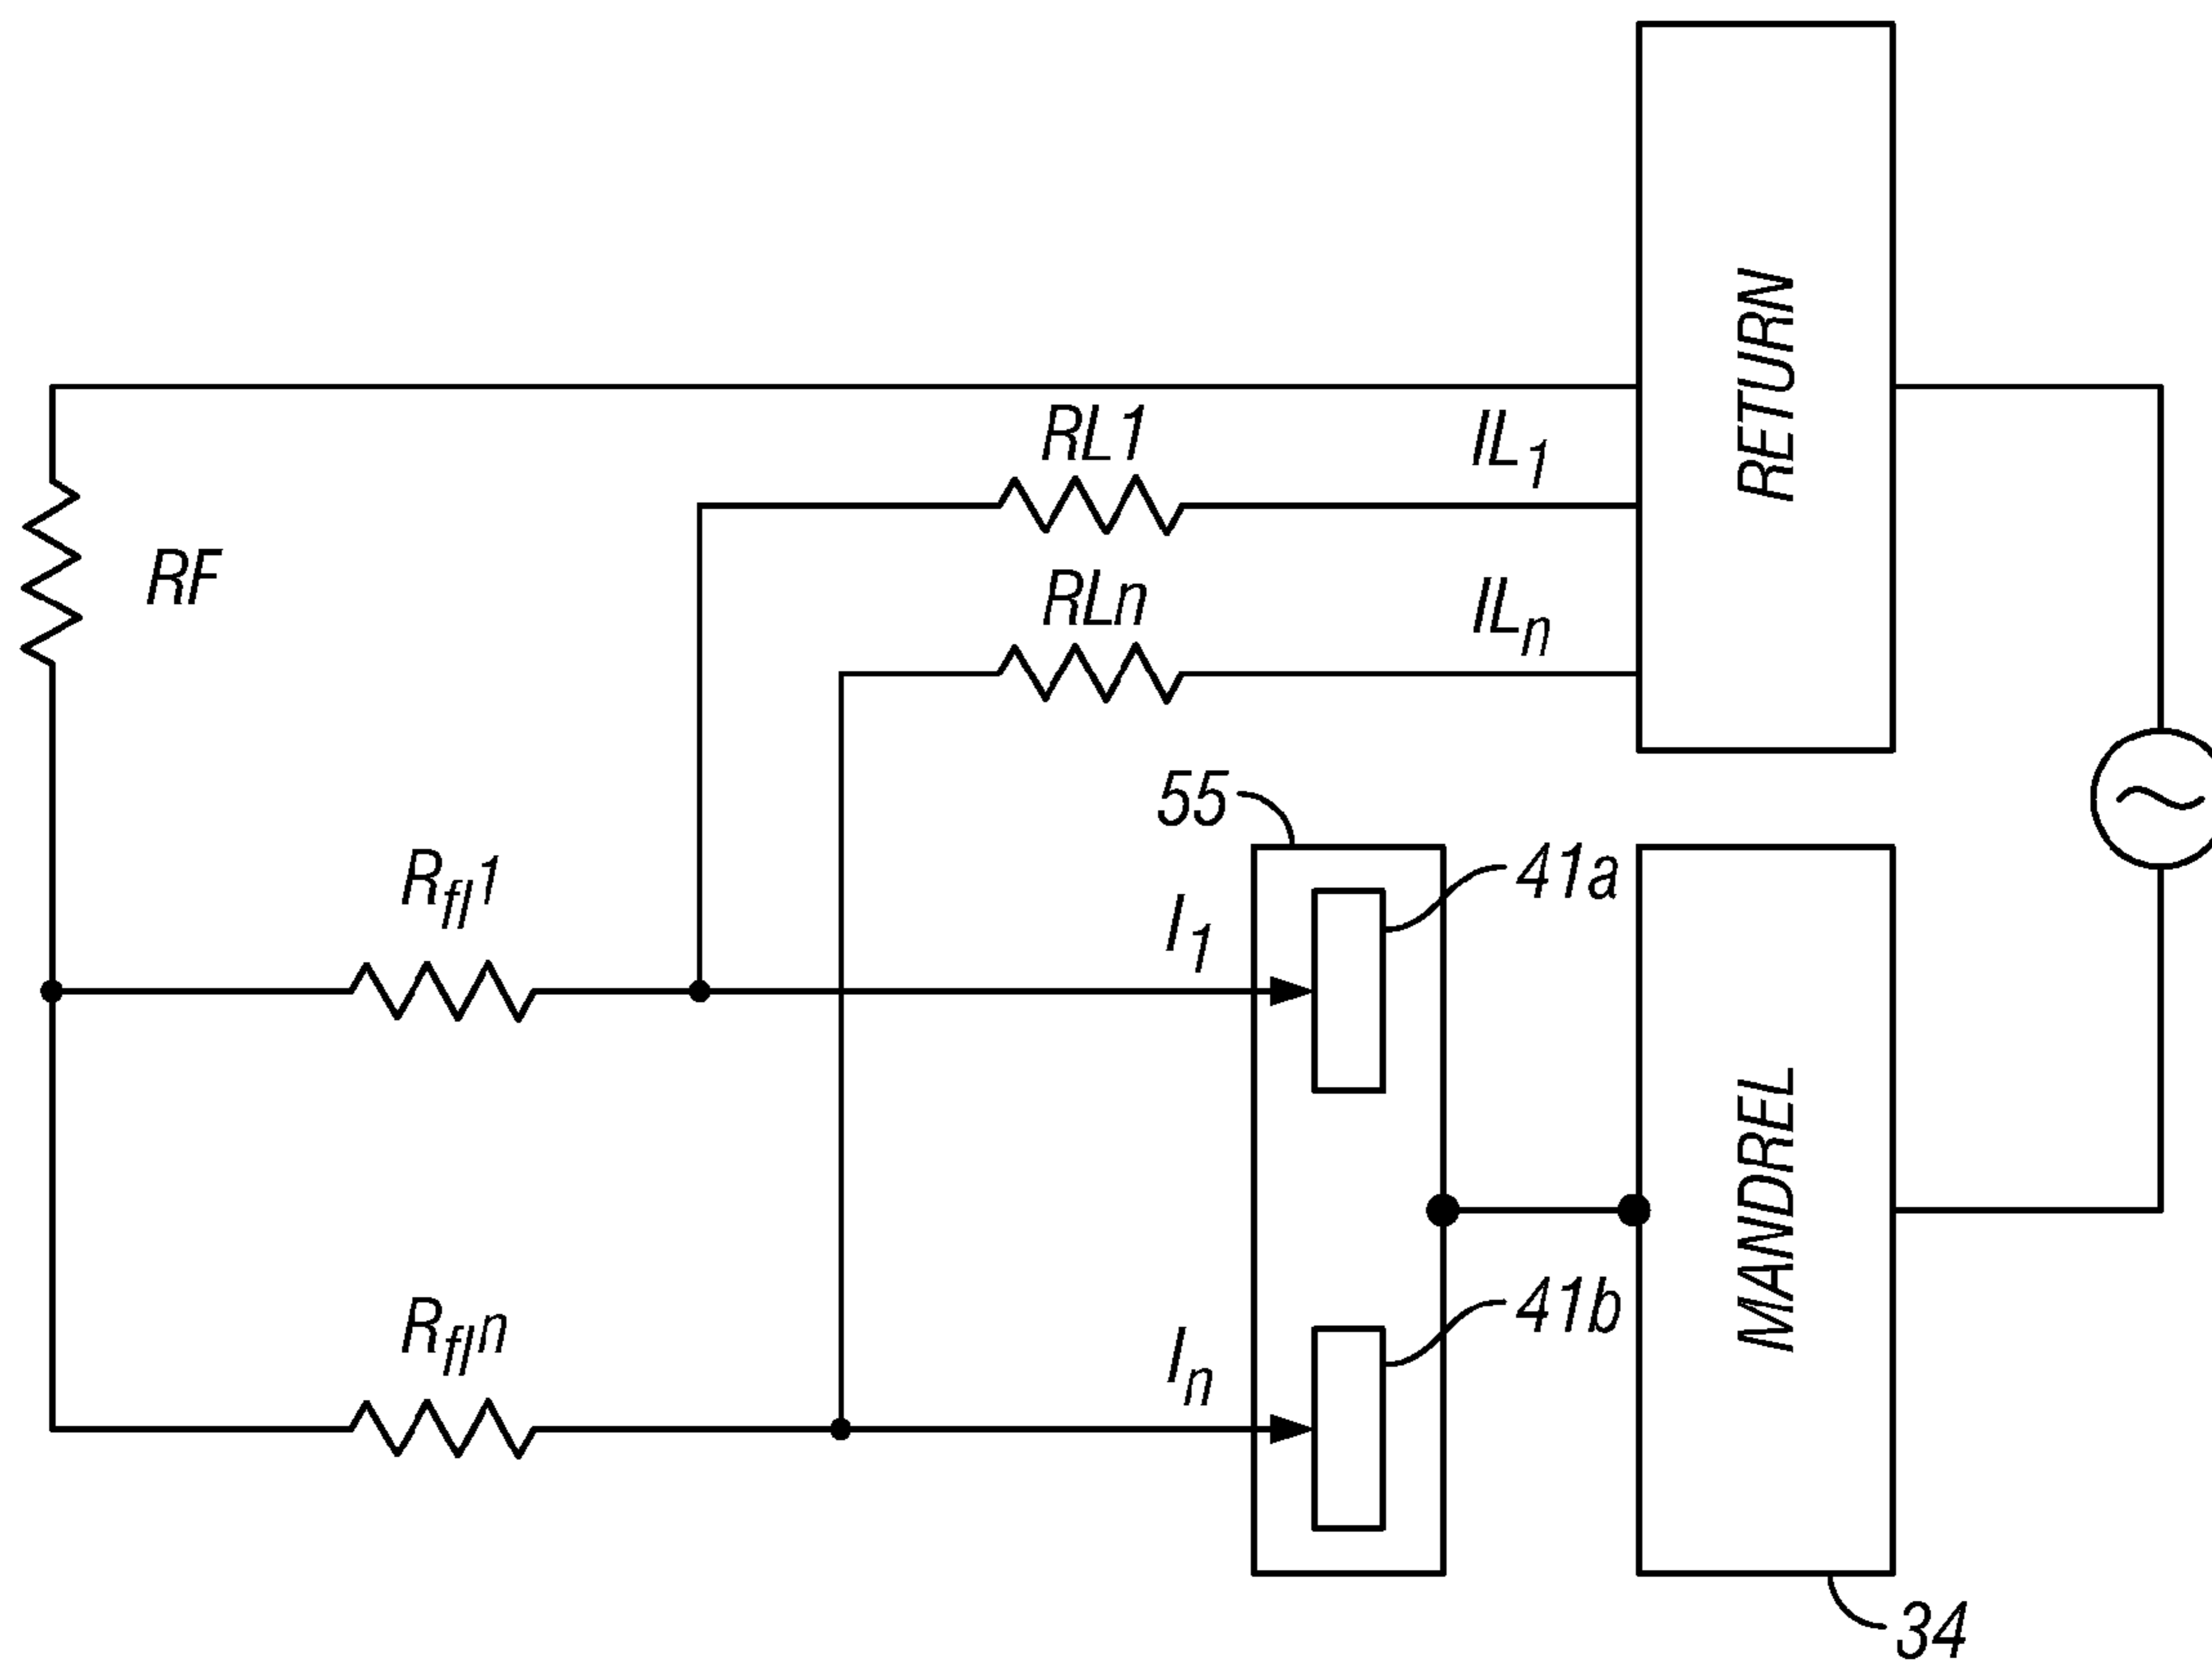 RETURN
RL1
IL1
RF
RLn
ILn
55
41a
Rfl1
I1
MANDREL
41b
Rfln
In
34